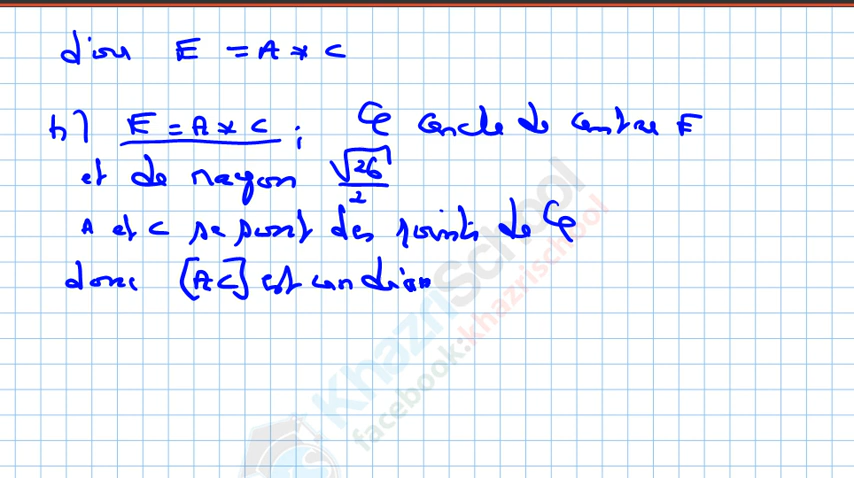 d'où E = A * C
b) E = A * C ; 𝒞 cercle de centre E
et de rayon √26/2
A et C se sont des points de 𝒞
donc [AC] est un diam
KhazriSchool
facebook:khazrischool